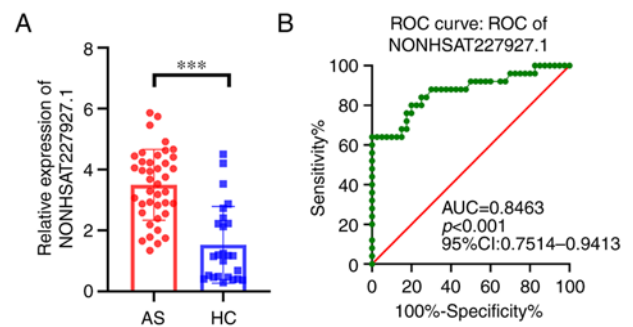 A
Relative expression of
NONHSAT227927.1
8
6
4
2
0
***
AS
HC
B
ROC curve: ROC of
NONHSAT227927.1
Sensitivity%
100
80
60
40
20
0
AUC=0.8463
p<0.001
95%CI:0.7514–0.9413
0 20 40 60 80 100
100%-Specificity%